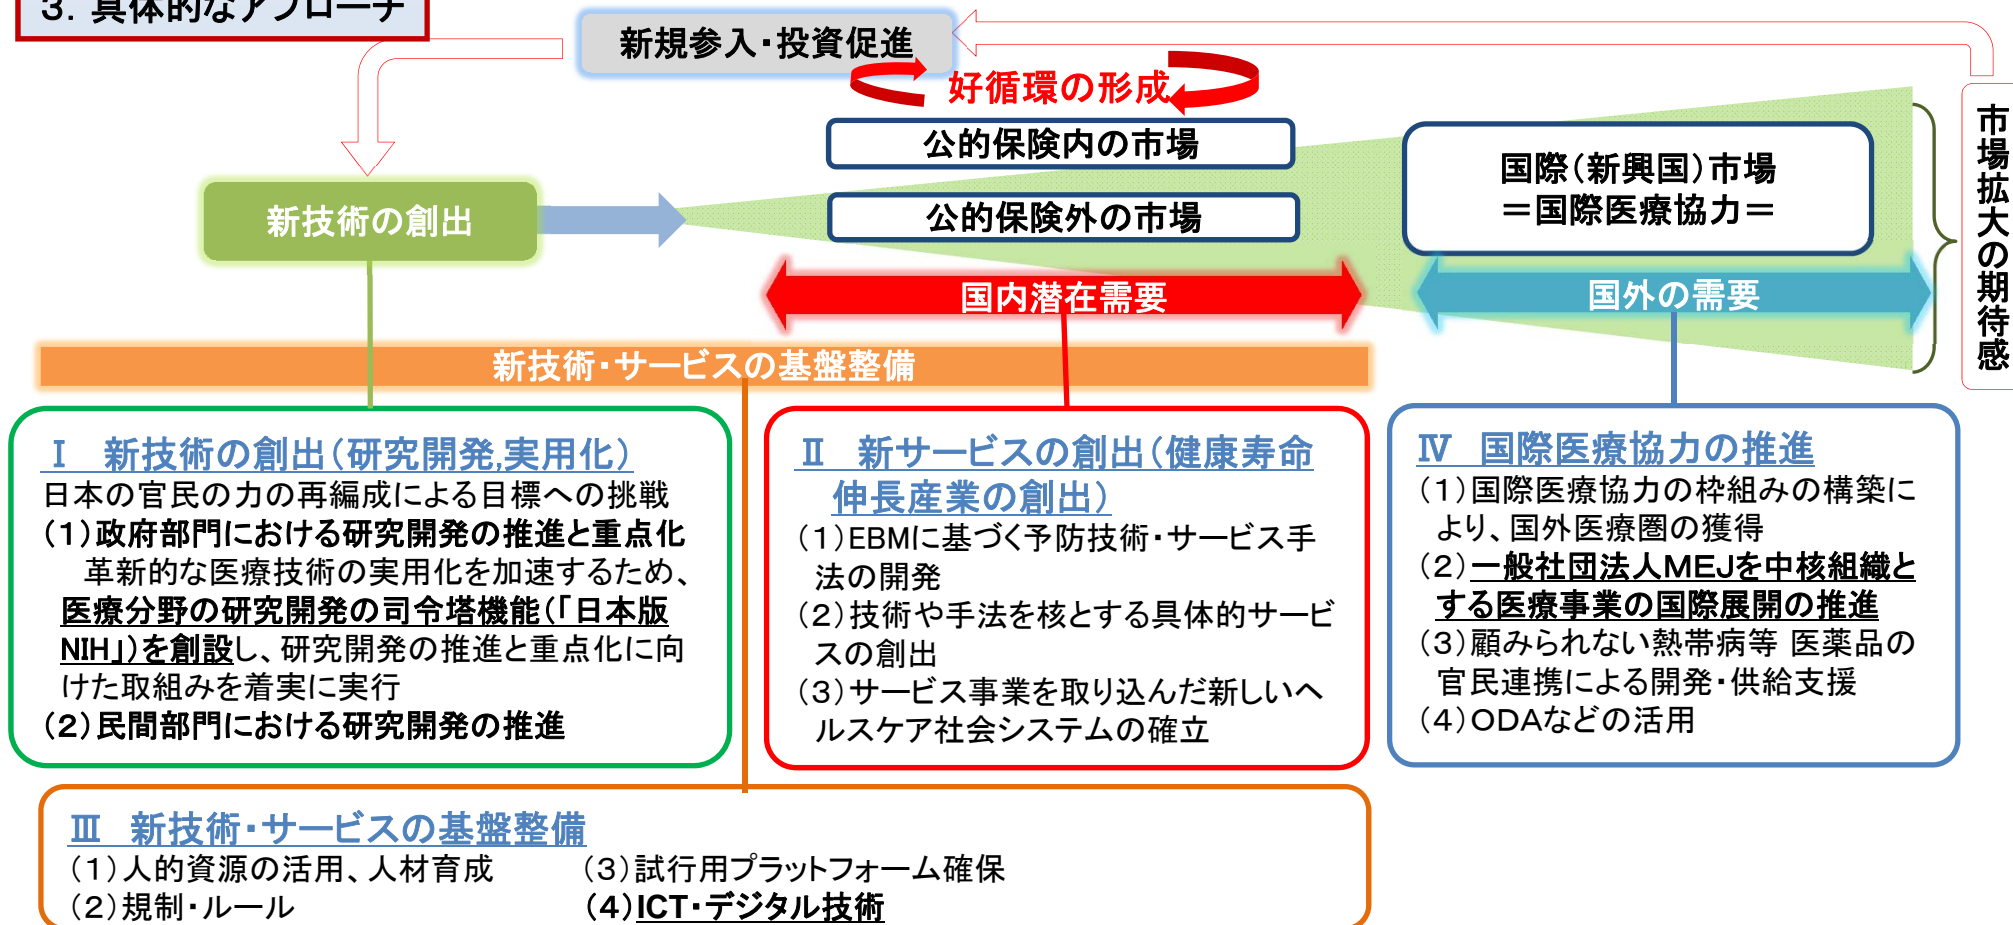 3．具体的なアプローチ
新規参入・投資促進
好循環の形成
公的保険内の市場
公的保険外の市場
国際（新興国）市場
＝国際医療協力＝
市場拡大の期待感
新技術の創出
国内潜在需要
国外の需要
新技術・サービスの基盤整備
Ⅰ　新技術の創出（研究開発,実用化）
日本の官民の力の再編成による目標への挑戦
（1）政府部門における研究開発の推進と重点化
革新的な医療技術の実用化を加速するため、
医療分野の研究開発の司令塔機能（「日本版
NIH」）を創設し、研究開発の推進と重点化に向
けた取組みを着実に実行
（2）民間部門における研究開発の推進
Ⅱ　新サービスの創出（健康寿命
伸長産業の創出）
（1）EBMに基づく予防技術・サービス手
法の開発
（2）技術や手法を核とする具体的サービ
スの創出
（3）サービス事業を取り込んだ新しいヘ
ルスケア社会システムの確立
Ⅳ　国際医療協力の推進
（1）国際医療協力の枠組みの構築に
より、国外医療圏の獲得
（2）一般社団法人MEJを中核組織と
する医療事業の国際展開の推進
（3）顧みられない熱帯病等 医薬品の
官民連携による開発・供給支援
（4）ODAなどの活用
Ⅲ　新技術・サービスの基盤整備
（1）人的資源の活用、人材育成　（3）試行用プラットフォーム確保
（2）規制・ルール　（4）ICT・デジタル技術